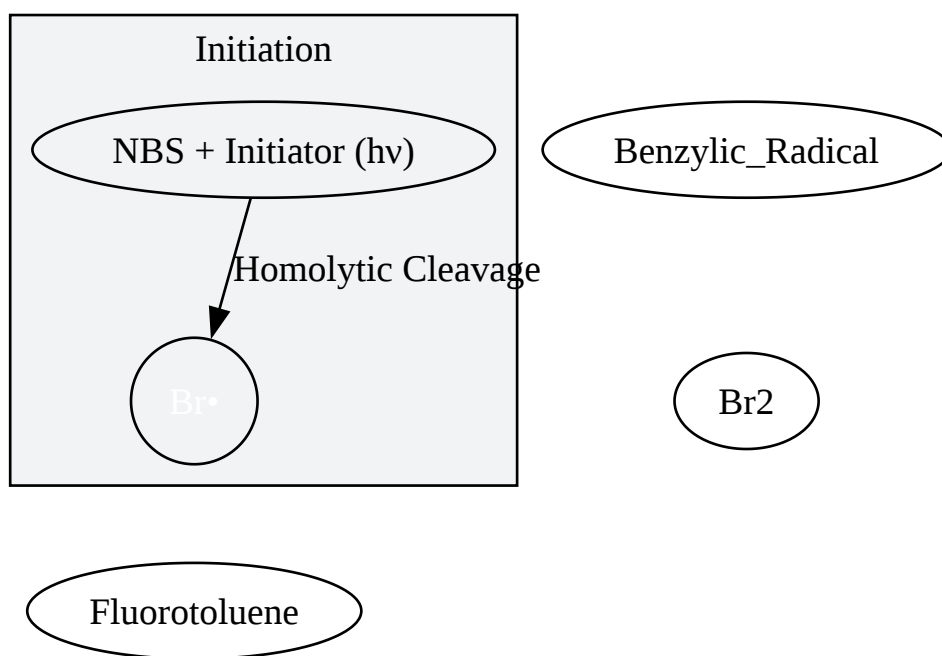 Initiation
NBS + Initiator (hν)
Benzylic_Radical
Homolytic Cleavage
Br•
Br2
Fluorotoluene